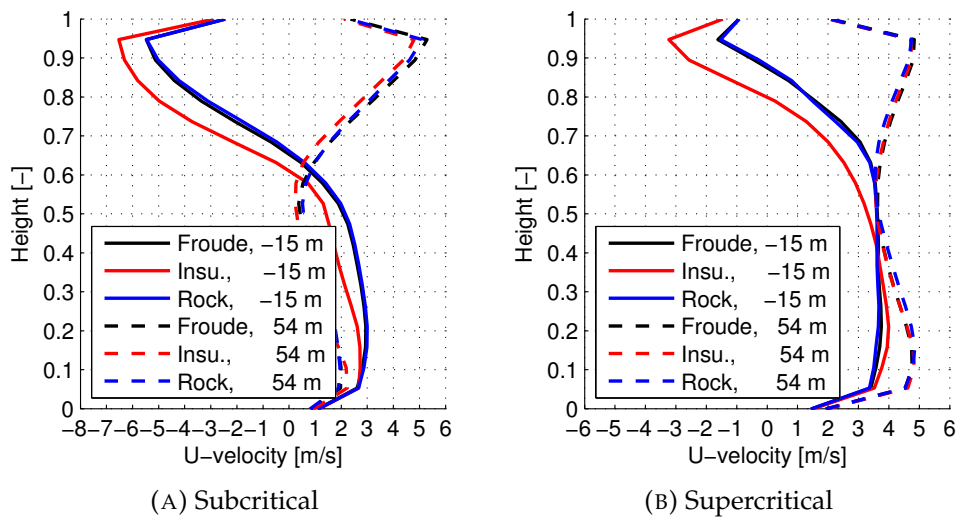 1
0.9
0.8
0.7
0.6
0.5
0.4
0.3
0.2
0.1
0
Height [−]
Froude, −15 m
Insu., −15 m
Rock, −15 m
Froude, 54 m
Insu., 54 m
Rock, 54 m
−8 −7 −6 −5 −4 −3 −2 −1 0 1 2 3 4 5 6
U−velocity [m/s]
(A) Subcritical
1
0.9
0.8
0.7
0.6
0.5
0.4
0.3
0.2
0.1
0
Height [−]
Froude, −15 m
Insu., −15 m
Rock, −15 m
Froude, 54 m
Insu., 54 m
Rock, 54 m
−6 −5 −4 −3 −2 −1 0 1 2 3 4 5 6
U−velocity [m/s]
(B) Supercritical